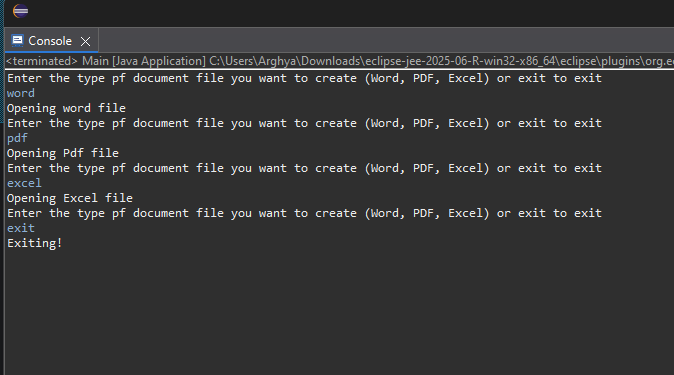 Console
<terminated> Main [Java Application] C:\Users\Arghya\Downloads\eclipse-jee-2025-06-R-win32-x86_64\eclipse\plugins\org.e
Enter the type pf document file you want to create (Word, PDF, Excel) or exit to exit
word
Opening word file
Enter the type pf document file you want to create (Word, PDF, Excel) or exit to exit
pdf
Opening Pdf file
Enter the type pf document file you want to create (Word, PDF, Excel) or exit to exit
excel
Opening Excel file
Enter the type pf document file you want to create (Word, PDF, Excel) or exit to exit
exit
Exiting!